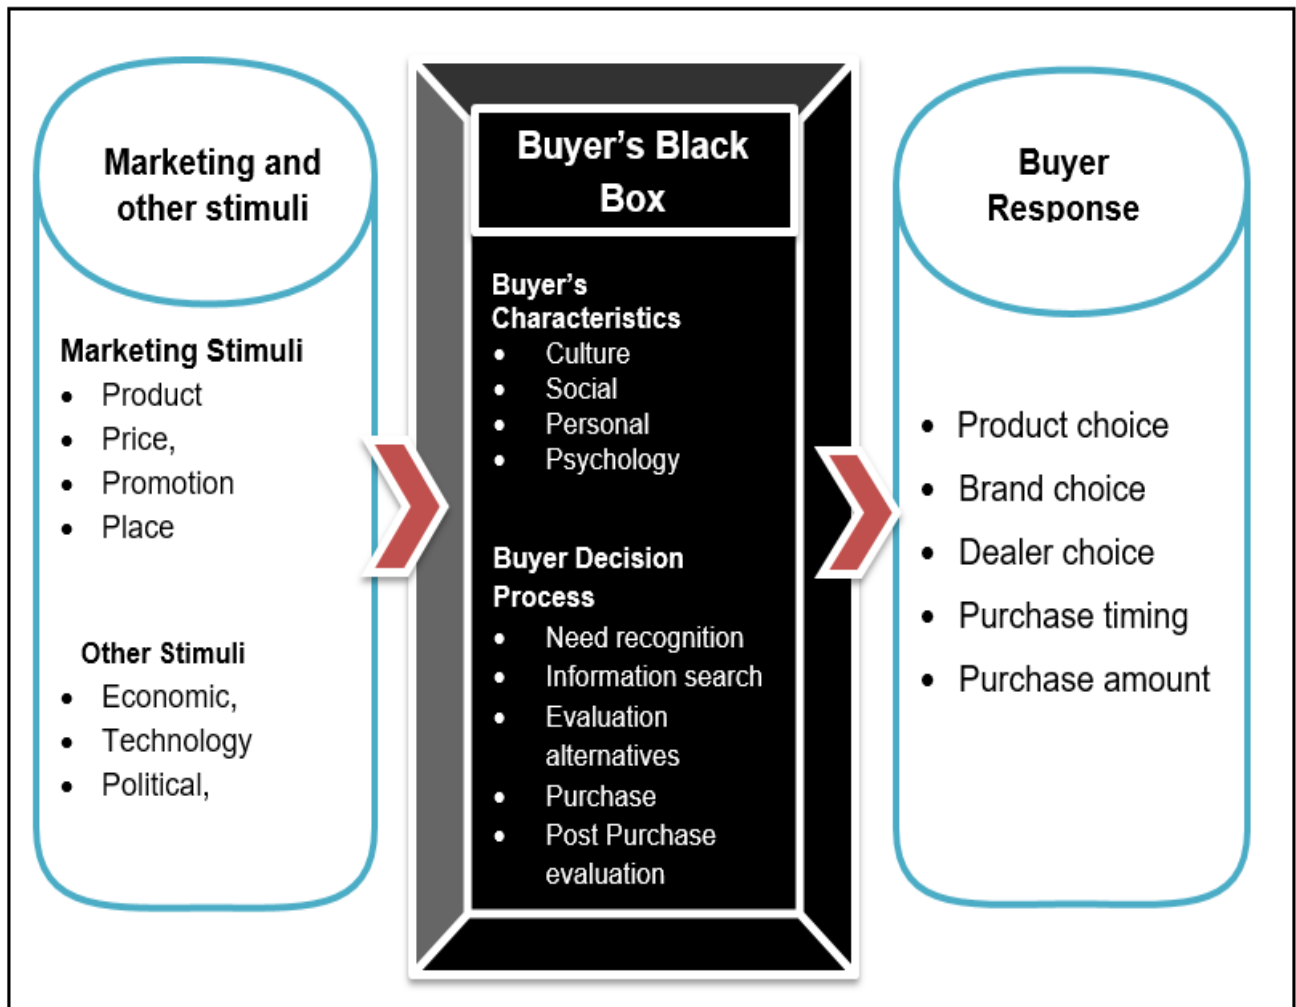 Marketing and
other stimuli
Marketing Stimuli
• Product
• Price,
• Promotion
• Place
Other Stimuli
• Economic,
• Technology
• Political,
Buyer’s Black
Box
Buyer’s
Characteristics
• Culture
• Social
• Personal
• Psychology
Buyer Decision
Process
• Need recognition
• Information search
• Evaluation
alternatives
• Purchase
• Post Purchase
evaluation
Buyer
Response
• Product choice
• Brand choice
• Dealer choice
• Purchase timing
• Purchase amount